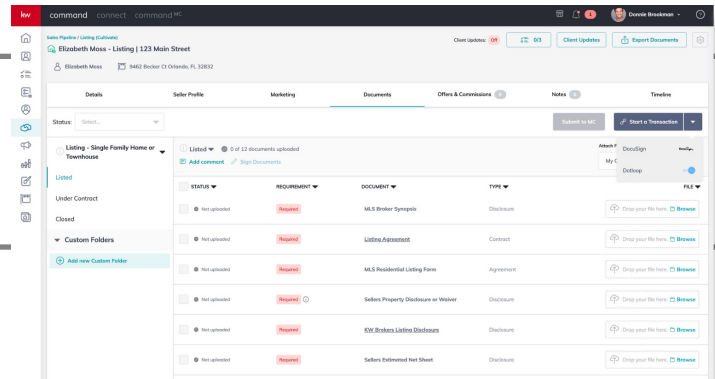 kw command connect command MC 1 Donnie Brookman
Sales Pipeline / Listing (Cultivate)
Elizabeth Moss - Listing | 123 Main Street
Client Updates: Off 0/3 Client Updates Export Documents
Elizabeth Moss 9462 Becker Ct Orlando, FL 32832
Details Seller Profile Marketing Documents Offers & Commissions 0 Notes 0 Timeline
Status: Select... Submit to MC Start a Transaction
Listing - Single Family Home or Townhouse
Listed 0 of 12 documents uploaded
Add comment Sign Documents
Attach
My
DocuSign
Dotloop
Listed
Under Contract
Closed
Custom Folders
Add new Custom Folder
STATUS REQUIREMENT DOCUMENT TYPE FILE
Not uploaded Required MLS Broker Synopsis Disclosure Drop your file here. Browse
Not uploaded Required Listing Agreement Contract Drop your file here. Browse
Not uploaded Required MLS Residential Listing Form Agreement Drop your file here. Browse
Not uploaded Required Sellers Property Disclosure or Waiver Disclosure Drop your file here. Browse
Not uploaded Required KW Brokers Listing Disclosure Disclosure Drop your file here. Browse
Not uploaded Required Sellers Estimated Net Sheet Disclosure Drop your file here. Browse